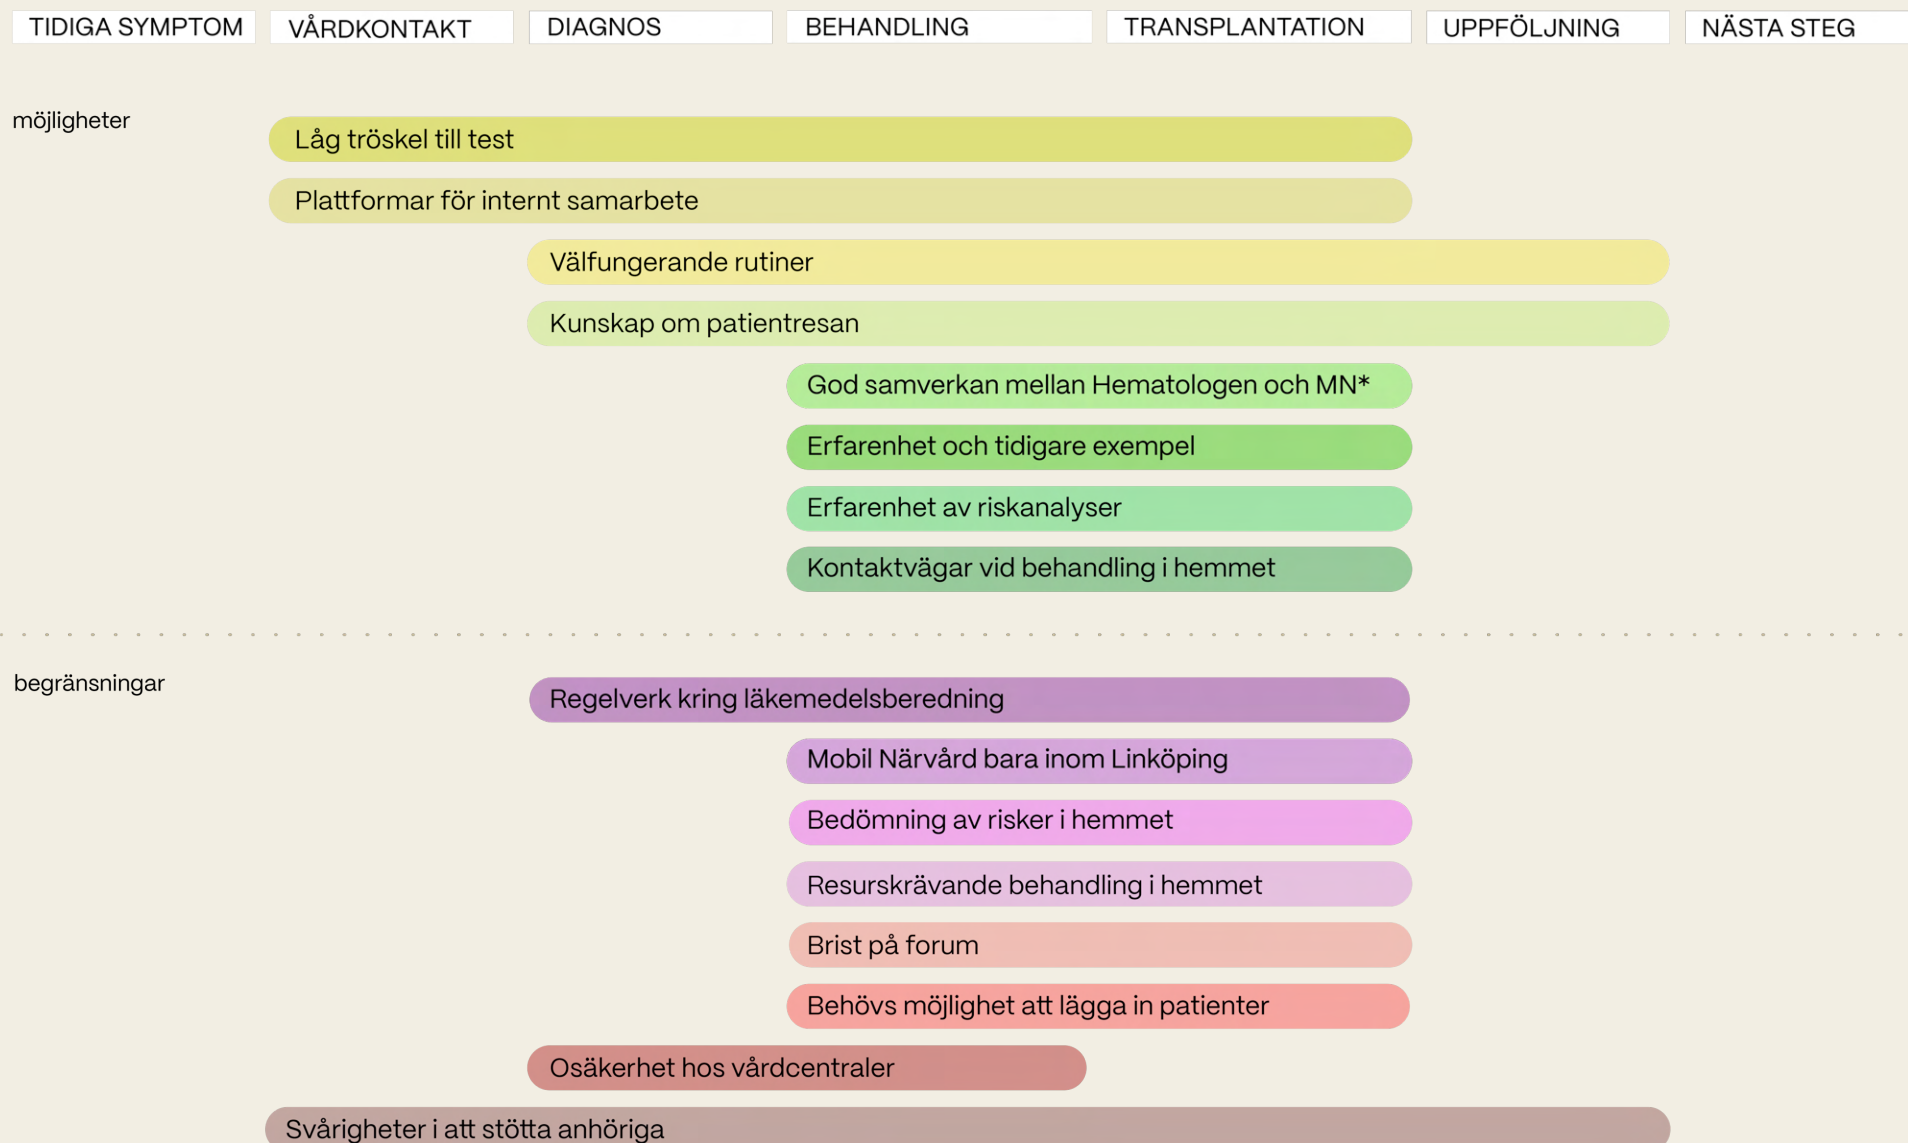 TIDIGA SYMPTOM VÅRDKONTAKT DIAGNOS BEHANDLING TRANSPLANTATION UPPFÖLJNING NÄSTA STEG
möjligheter
Låg tröskel till test
Plattformar för internt samarbete
Välfungerande rutiner
Kunskap om patientresan
God samverkan mellan Hematologen och MN*
Erfarenhet och tidigare exempel
Erfarenhet av riskanalyser
Kontaktvägar vid behandling i hemmet
begränsningar
Regelverk kring läkemedelsberedning
Mobil Närvård bara inom Linköping
Bedömning av risker i hemmet
Resurskrävande behandling i hemmet
Brist på forum
Behövs möjlighet att lägga in patienter
Osäkerhet hos vårdcentraler
Svårigheter i att stötta anhöriga